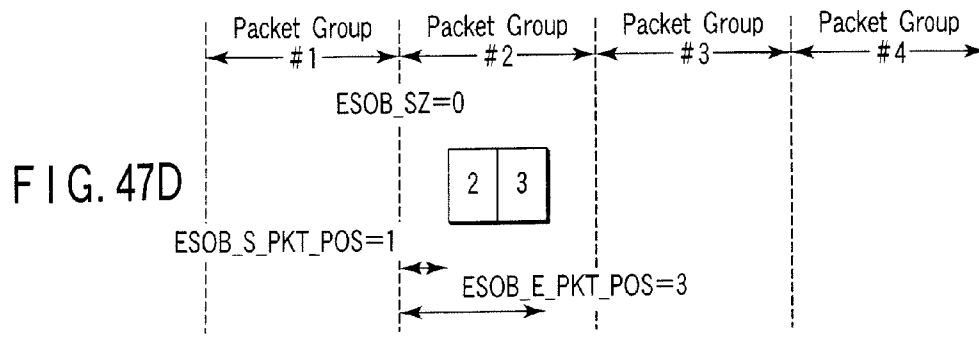 Packet Group #1
Packet Group #2
Packet Group #3
Packet Group #4
ESOB_SZ=0
FIG. 47D
2 3
ESOB_S_PKT_POS=1
ESOB_E_PKT_POS=3